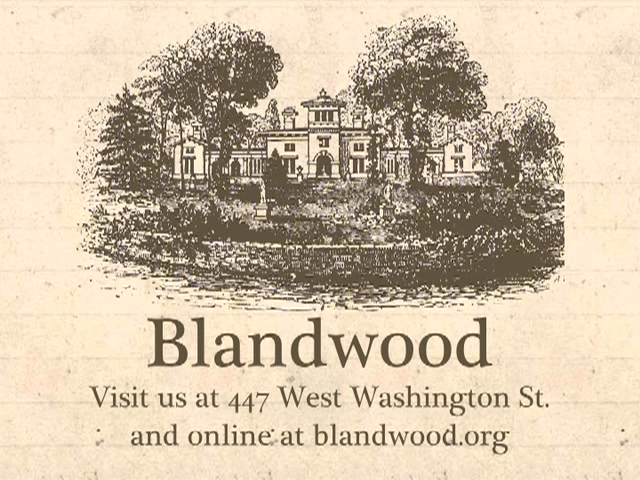 Blandwood
Visit us at 447 West Washington St.
and online at blandwood.org